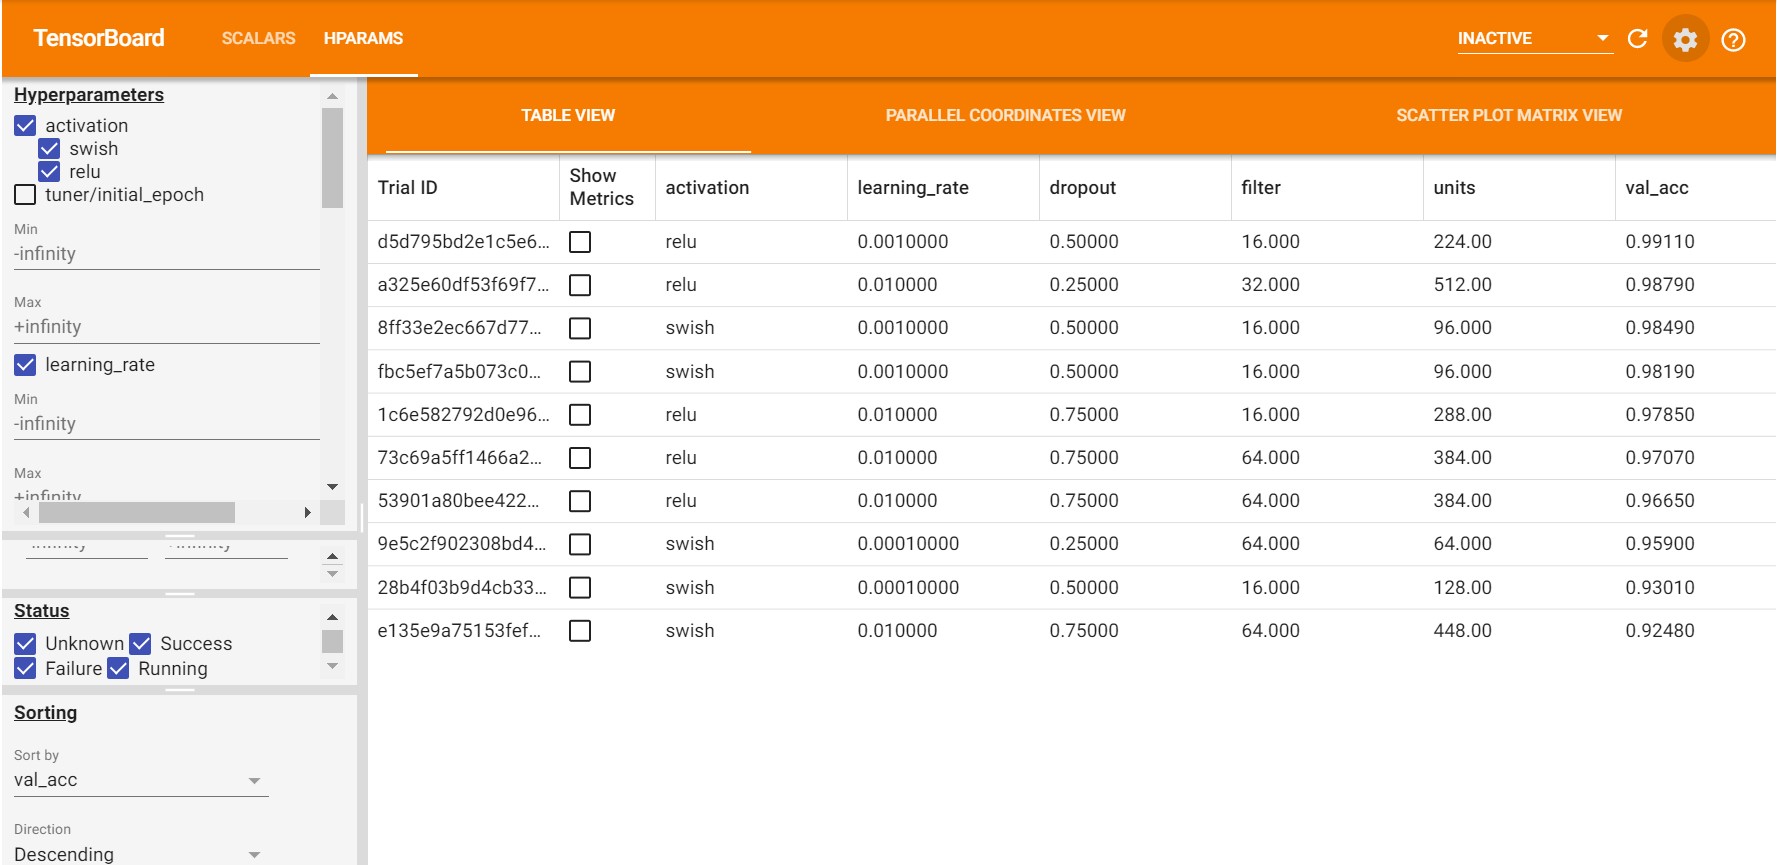 TensorBoard SCALARS HPARAMS INACTIVE
Hyperparameters
activation
swish
relu
tuner/initial_epoch
Min
-infinity
Max
+infinity
learning_rate
Min
-infinity
Max
+infinity
Status
Unknown Success
Failure Running
Sorting
Sort by
val_acc
Direction
Descending
TABLE VIEW PARALLEL COORDINATES VIEW SCATTER PLOT MATRIX VIEW
Trial ID Show Metrics activation learning_rate dropout filter units val_acc
d5d795bd2e1c5e6... relu 0.0010000 0.50000 16.000 224.00 0.99110
a325e60df53f69f7... relu 0.010000 0.25000 32.000 512.00 0.98790
8ff33e2ec667d77... swish 0.0010000 0.50000 16.000 96.000 0.98490
fbc5ef7a5b073c0... swish 0.0010000 0.50000 16.000 96.000 0.98190
1c6e582792d0e96... relu 0.010000 0.75000 16.000 288.00 0.97850
73c69a5ff1466a2... relu 0.010000 0.75000 64.000 384.00 0.97070
53901a80bee422... relu 0.010000 0.75000 64.000 384.00 0.96650
9e5c2f902308bd4... swish 0.00010000 0.25000 64.000 64.000 0.95900
28b4f03b9d4cb33... swish 0.00010000 0.50000 16.000 128.00 0.93010
e135e9a75153fef... swish 0.010000 0.75000 64.000 448.00 0.92480